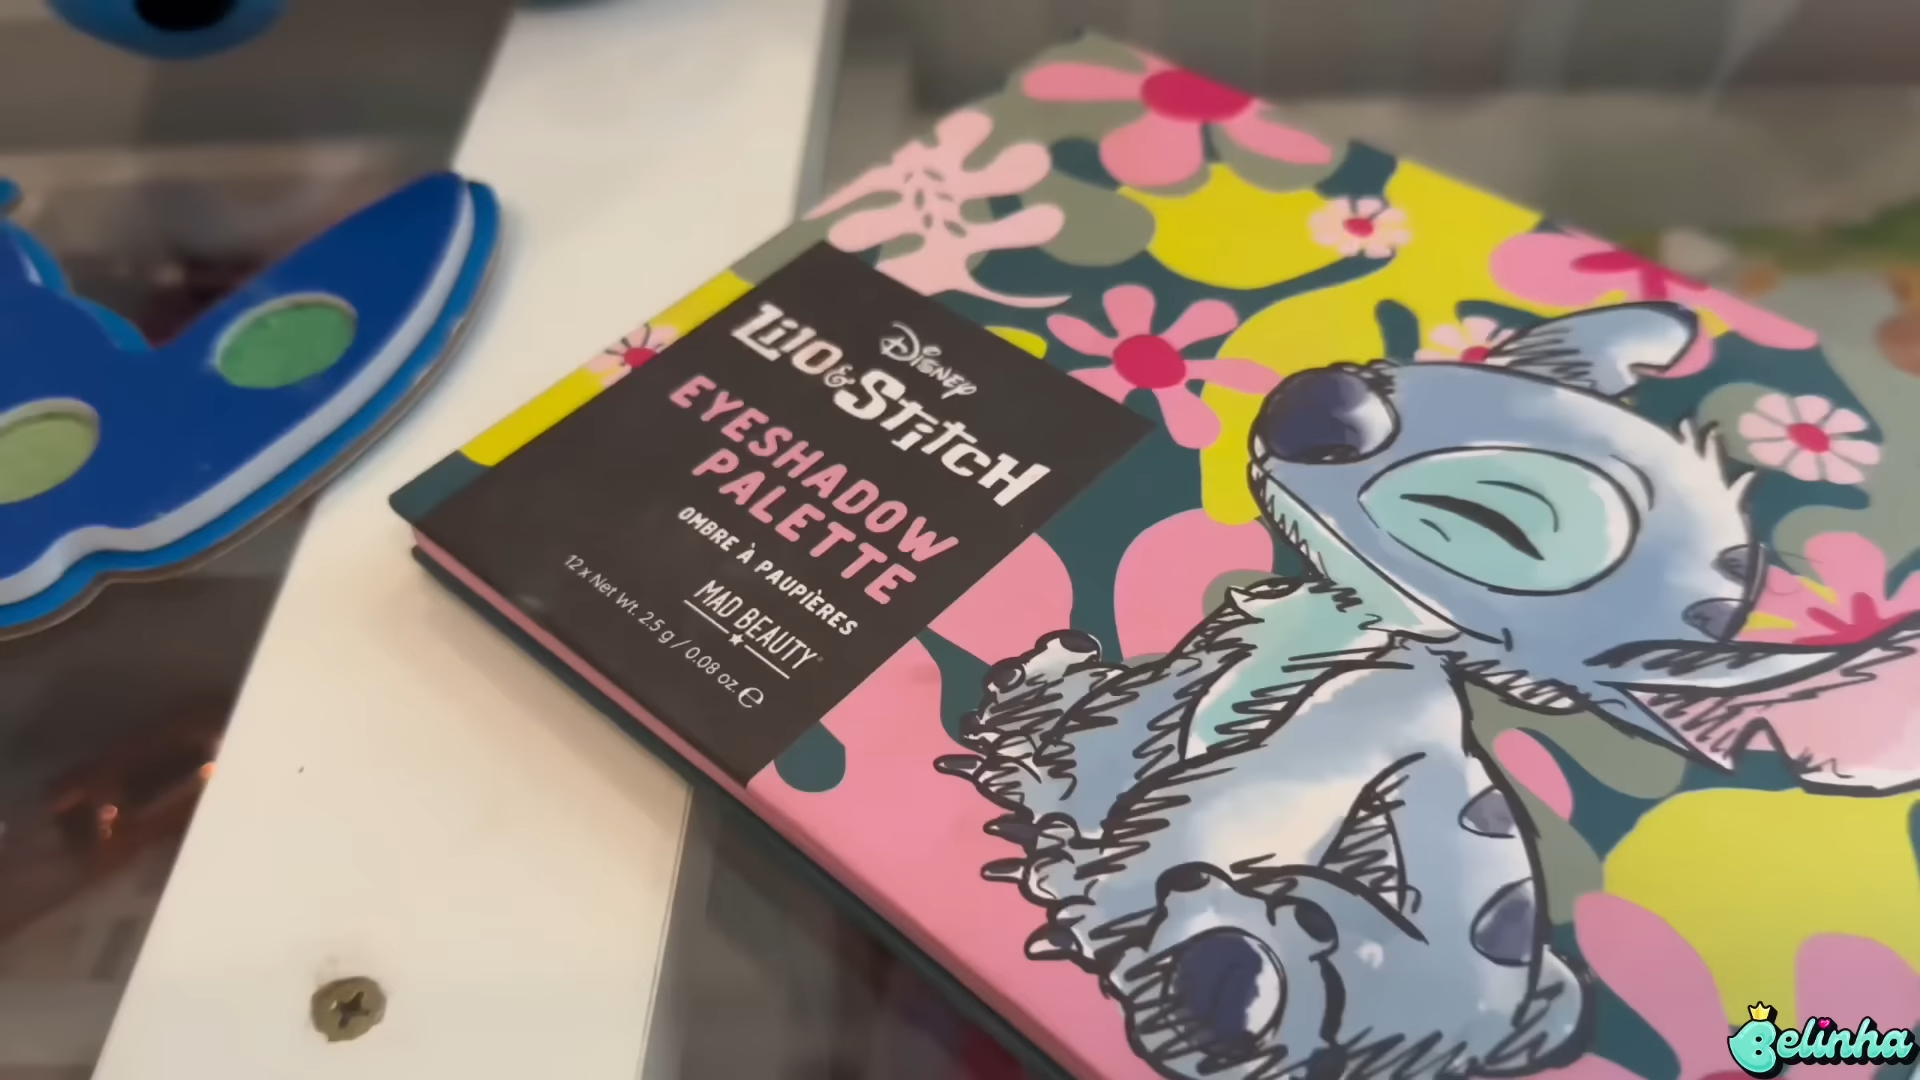 Disney
Lilo & Stitch
EYESHADOW
PALETTE
OMBRE À PAUPIÈRES
MAD BEAUTY
12 x Net Wt. 2.5 g / 0.08 oz. ℮
Belinha